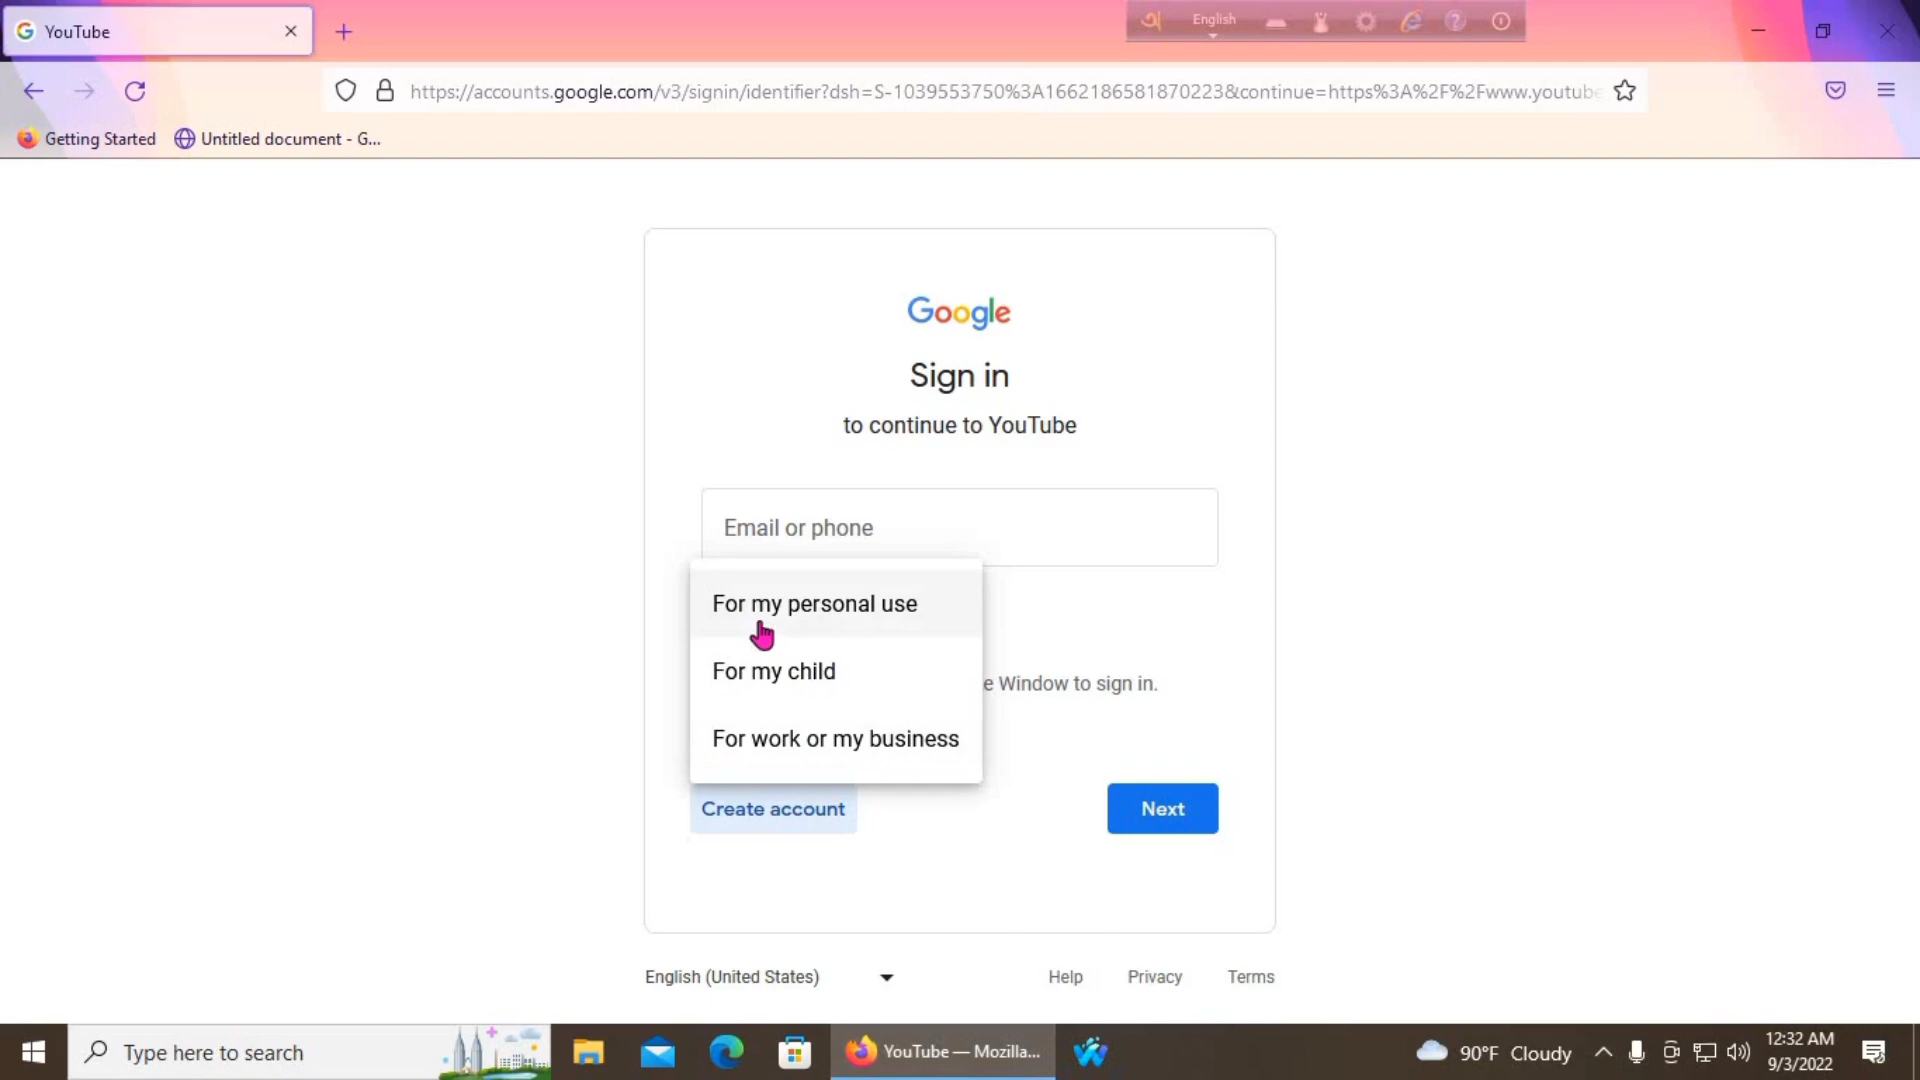 YouTube
English
https://accounts.google.com/v3/signin/identifier?dsh=S-1039553750%3A1662186581870223&continue=https%3A%2F%2Fwww.youtube
Getting Started
Untitled document - G...
Google
Sign in
to continue to YouTube
Email or phone
For my personal use
For my child
e Window to sign in.
For work or my business
Create account
Next
English (United States)
Help
Privacy
Terms
Type here to search
YouTube — Mozilla...
90°F Cloudy
12:32 AM
9/3/2022